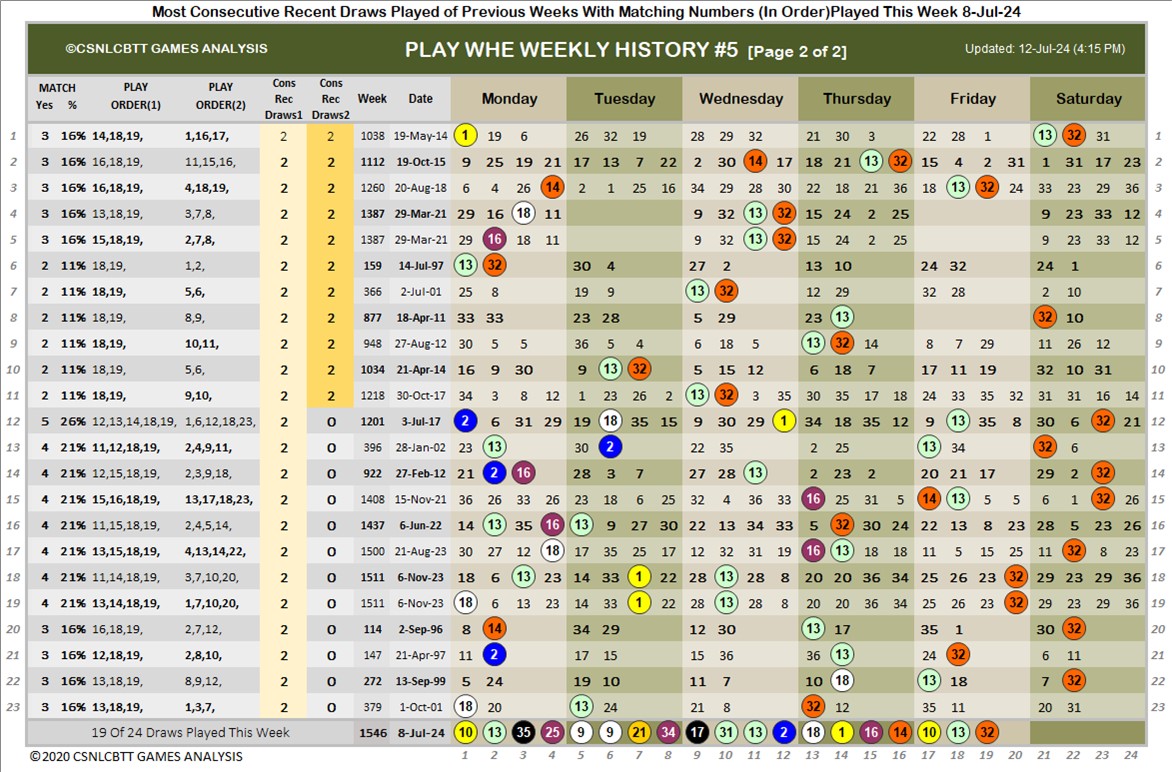 Most Consecutive Recent Draws Played of Previous Weeks With Matching Numbers (In Order)Played This Week 8-Jul-24
©CSNLCBTT GAMES ANALYSIS PLAY WHE WEEKLY HISTORY #5 [Page 2 of 2] Updated: 12-Jul-24 (4:15 PM)
MATCH Yes % PLAY ORDER(1) PLAY ORDER(2) Cons Rec Draws1 Cons Rec Draws2 Week Date Monday Tuesday Wednesday Thursday Friday Saturday
1 3 16% 14,18,19, 1,16,17, 2 2 1038 19-May-14 1 19 6 26 32 19 28 29 32 21 30 3 22 28 1 13 32 31 1
2 3 16% 16,18,19, 11,15,16, 2 2 1112 19-Oct-15 9 25 19 21 17 13 7 22 2 30 14 17 18 21 13 32 15 4 2 31 1 31 17 23 2
3 3 16% 16,18,19, 4,18,19, 2 2 1260 20-Aug-18 6 4 26 14 2 1 25 16 34 29 28 30 22 18 21 36 18 13 32 24 33 23 29 36 3
4 3 16% 13,18,19, 3,7,8, 2 2 1387 29-Mar-21 29 16 18 11 9 32 13 32 15 24 2 25 9 23 33 12 4
5 3 16% 15,18,19, 2,7,8, 2 2 1387 29-Mar-21 29 16 18 11 9 32 13 32 15 24 2 25 9 23 33 12 5
6 2 11% 18,19, 1,2, 2 2 159 14-Jul-97 13 32 30 4 27 2 13 10 24 32 24 1 6
7 2 11% 18,19, 5,6, 2 2 366 2-Jul-01 25 8 19 9 13 32 12 29 32 28 2 10 7
8 2 11% 18,19, 8,9, 2 2 877 18-Apr-11 33 33 23 28 5 29 23 13 32 10 8
9 2 11% 18,19, 10,11, 2 2 948 27-Aug-12 30 5 5 36 5 4 6 18 5 13 32 14 8 7 29 11 26 12 9
10 2 11% 18,19, 5,6, 2 2 1034 21-Apr-14 16 9 30 9 13 32 5 15 12 6 18 7 17 11 19 32 10 31 10
11 2 11% 18,19, 9,10, 2 2 1218 30-Oct-17 34 3 8 12 1 23 26 2 13 32 3 35 30 35 17 18 24 33 35 32 31 31 16 14 11
12 5 26% 12,13,14,18,19, 1,6,12,18,23, 2 0 1201 3-Jul-17 2 6 31 29 19 18 35 15 9 30 29 1 34 18 35 12 9 13 35 8 30 6 32 21 12
13 4 21% 11,12,18,19, 2,4,9,11, 2 0 396 28-Jan-02 23 13 30 2 22 35 2 25 13 34 32 6 13
14 4 21% 12,15,18,19, 2,3,9,18, 2 0 922 27-Feb-12 21 2 16 28 3 7 27 28 13 2 23 2 20 21 17 29 2 32 14
15 4 21% 15,16,18,19, 13,17,18,23, 2 0 1408 15-Nov-21 36 26 33 26 23 18 6 25 32 4 36 33 16 25 31 5 14 13 5 5 6 1 32 26 15
16 4 21% 11,15,18,19, 2,4,5,14, 2 0 1437 6-Jun-22 14 13 35 16 13 9 27 30 22 13 34 33 5 32 30 24 22 13 8 23 28 5 23 26 16
17 4 21% 13,15,18,19, 4,13,14,22, 2 0 1500 21-Aug-23 30 27 12 18 17 35 25 17 12 32 31 19 16 13 18 18 11 5 15 25 11 32 8 23 17
18 4 21% 11,14,18,19, 3,7,10,20, 2 0 1511 6-Nov-23 18 6 13 23 14 33 1 22 28 13 28 8 20 20 36 34 25 26 23 32 29 23 29 36 18
19 4 21% 13,14,18,19, 1,7,10,20, 2 0 1511 6-Nov-23 18 6 13 23 14 33 1 22 28 13 28 8 20 20 36 34 25 26 23 32 29 23 29 36 19
20 3 16% 16,18,19, 2,7,12, 2 0 114 2-Sep-96 8 14 34 29 12 30 13 17 35 1 30 32 20
21 3 16% 12,18,19, 2,8,10, 2 0 147 21-Apr-97 11 2 17 15 15 36 36 13 24 32 6 11 21
22 3 16% 13,18,19, 8,9,12, 2 0 272 13-Sep-99 5 24 19 10 11 7 10 18 13 18 7 32 22
23 3 16% 13,18,19, 1,3,7, 2 0 379 1-Oct-01 18 20 13 24 21 8 32 12 35 11 20 31 23
19 Of 24 Draws Played This Week 1546 8-Jul-24 10 13 35 25 9 9 21 34 17 31 13 2 18 1 16 14 10 13 32
©2020 CSNLCBTT GAMES ANALYSIS 1 2 3 4 5 6 7 8 9 10 11 12 13 14 15 16 17 18 19 20 21 22 23 24